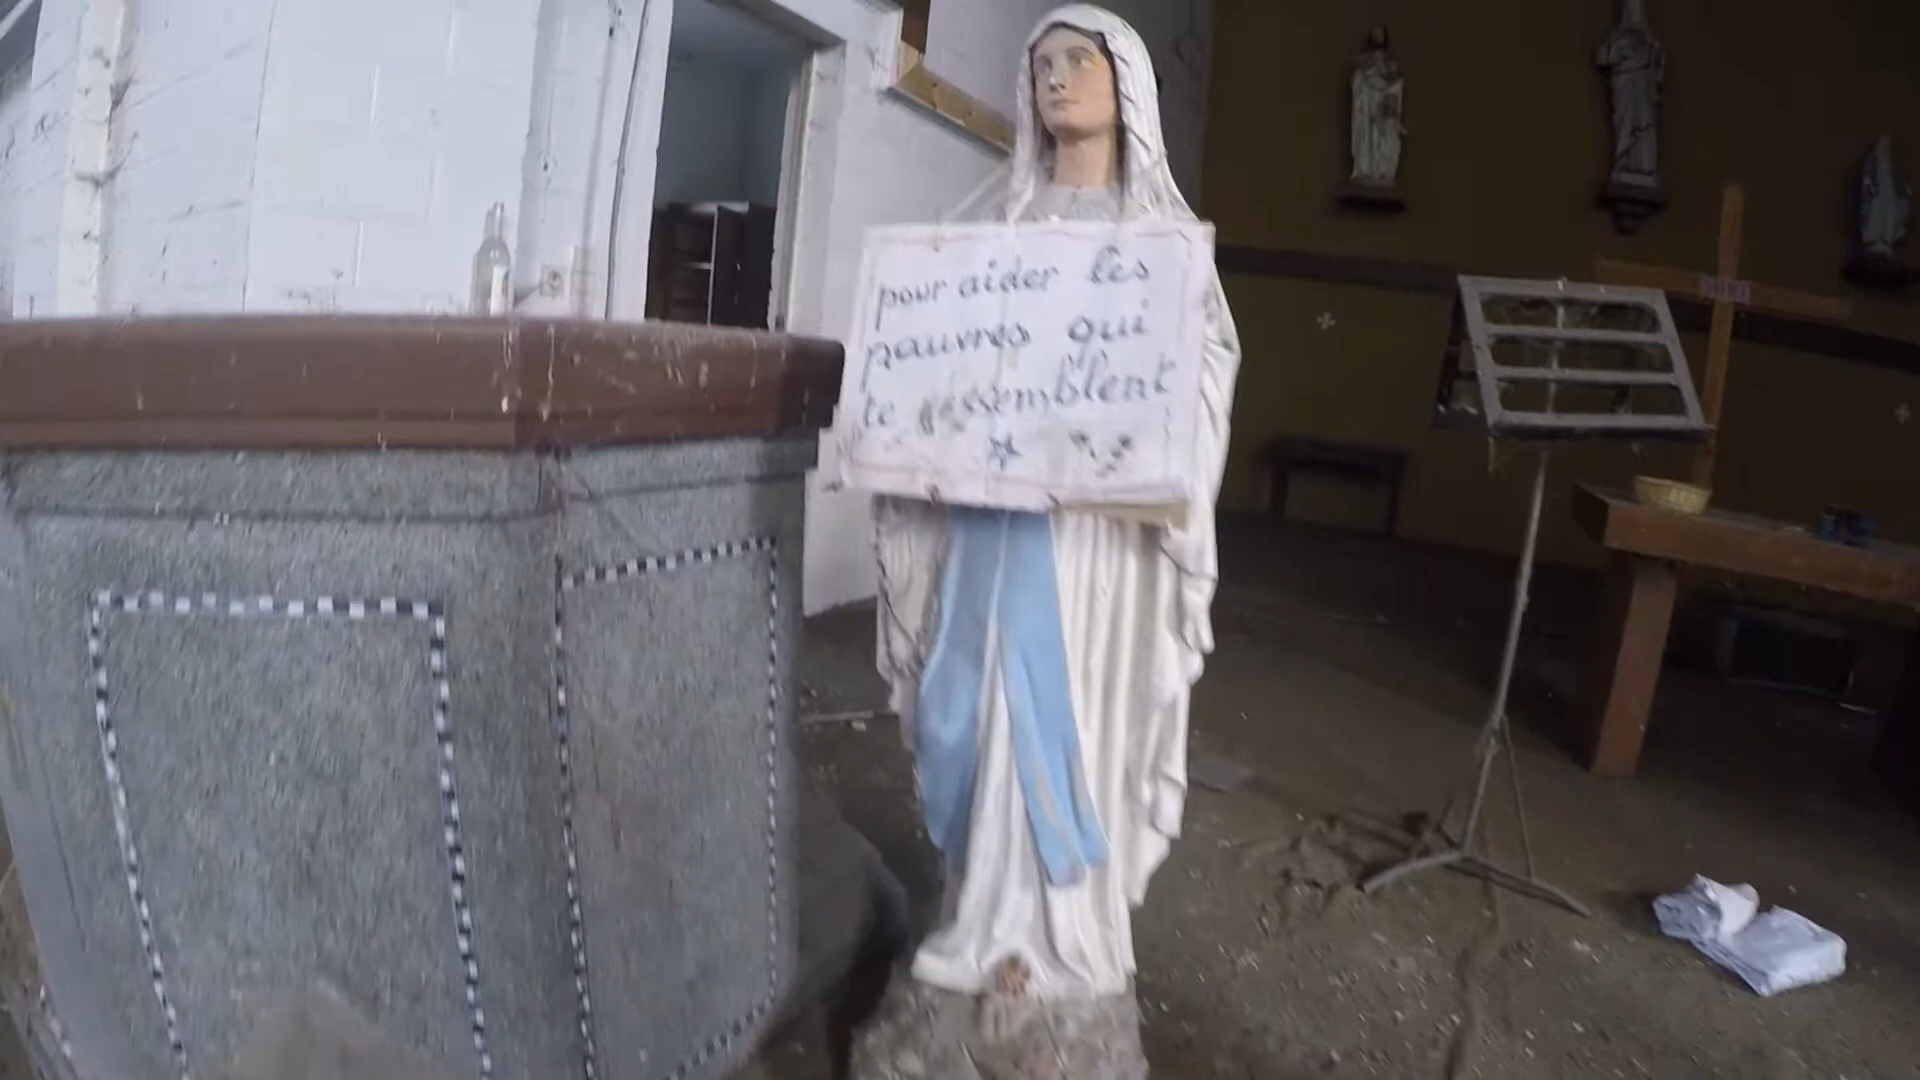 pour aider les
pauvres qui
te ressemblent